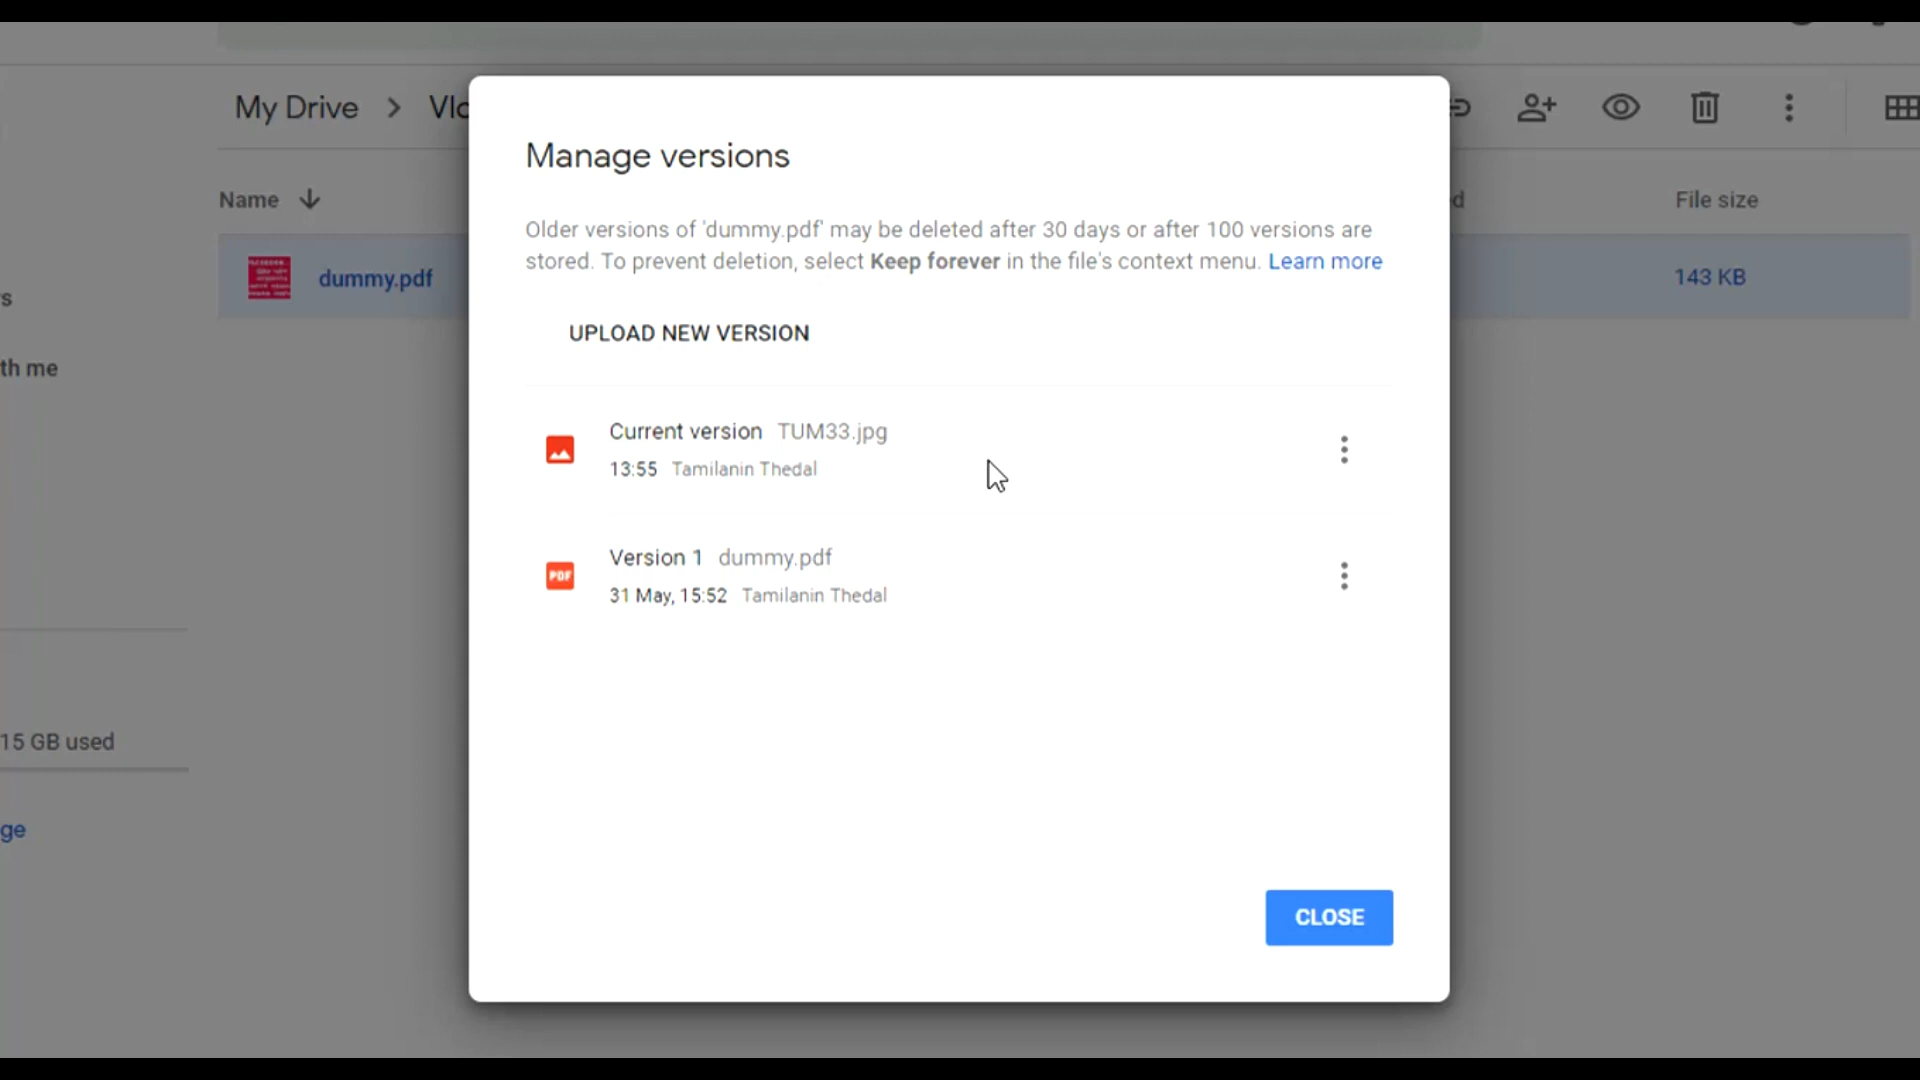 My Drive > Vlo
Name
d
File size
dummy.pdf
143 KB
s
th me
15 GB used
ge
Manage versions
Older versions of 'dummy.pdf' may be deleted after 30 days or after 100 versions are
stored. To prevent deletion, select Keep forever in the file's context menu. Learn more
UPLOAD NEW VERSION
Current version TUM33.jpg
13:55 Tamilanin Thedal
PDF
Version 1 dummy.pdf
31 May, 15:52 Tamilanin Thedal
CLOSE